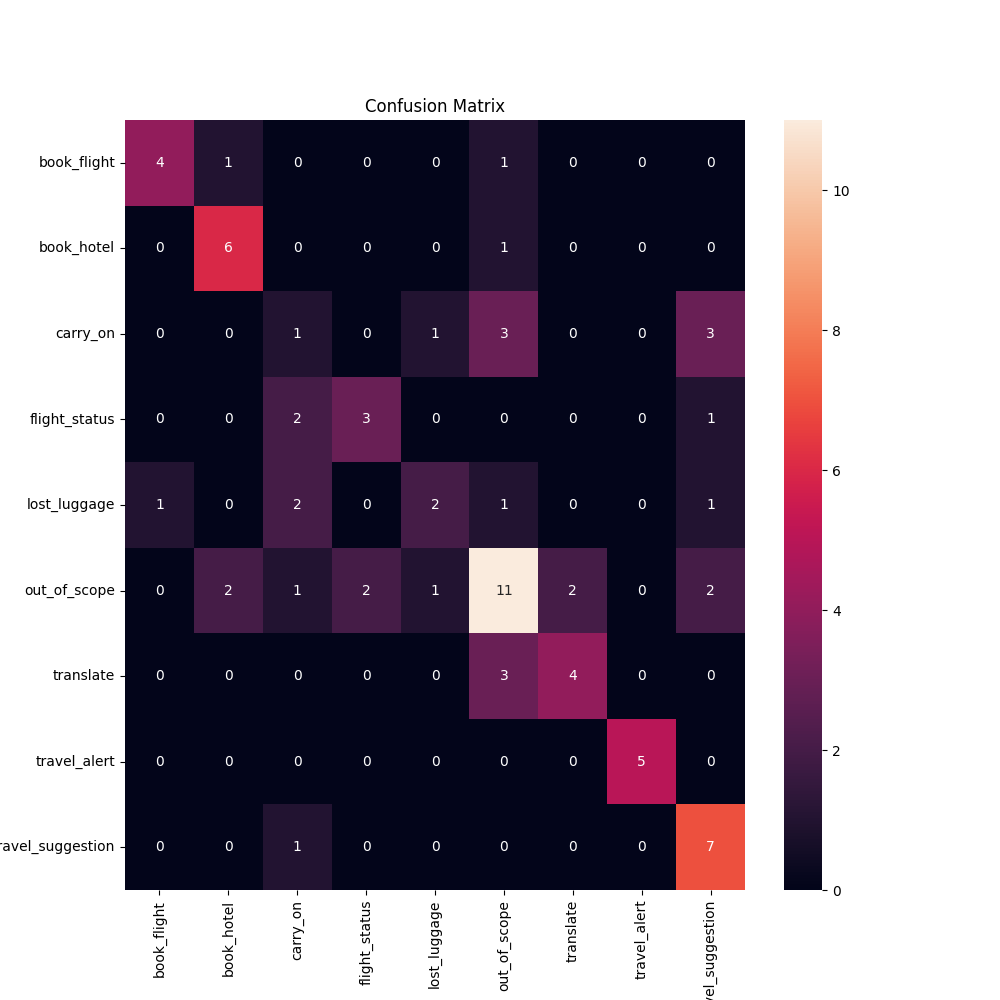 Confusion Matrix
book_flight 4 1 0 0 0 1 0 0 0
book_hotel 0 6 0 0 0 1 0 0 0
carry_on 0 0 1 0 1 3 0 0 3
flight_status 0 0 2 3 0 0 0 0 1
lost_luggage 1 0 2 0 2 1 0 0 1
out_of_scope 0 2 1 2 1 11 2 0 2
translate 0 0 0 0 0 3 4 0 0
travel_alert 0 0 0 0 0 0 0 5 0
ravel_suggestion 0 0 1 0 0 0 0 0 7
book_flight
book_hotel
carry_on
flight_status
lost_luggage
out_of_scope
translate
travel_alert
vel_suggestion
10
8
6
4
2
0